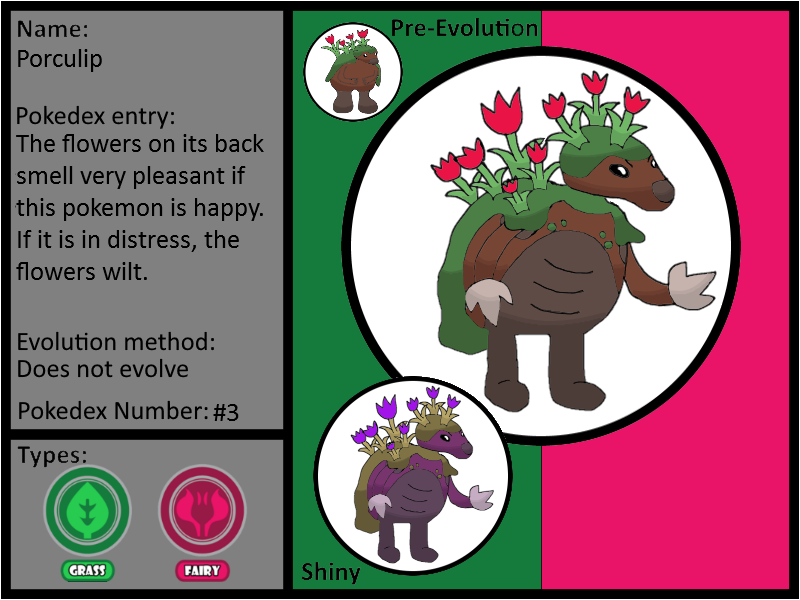 Name:
Porculip
Pokedex entry:
The flowers on its back
smell very pleasant if
this pokemon is happy.
If it is in distress, the
flowers wilt.
Evolution method:
Does not evolve
Pokedex Number: #3
Types:
GRASS
FAIRY
Pre-Evolution
Shiny